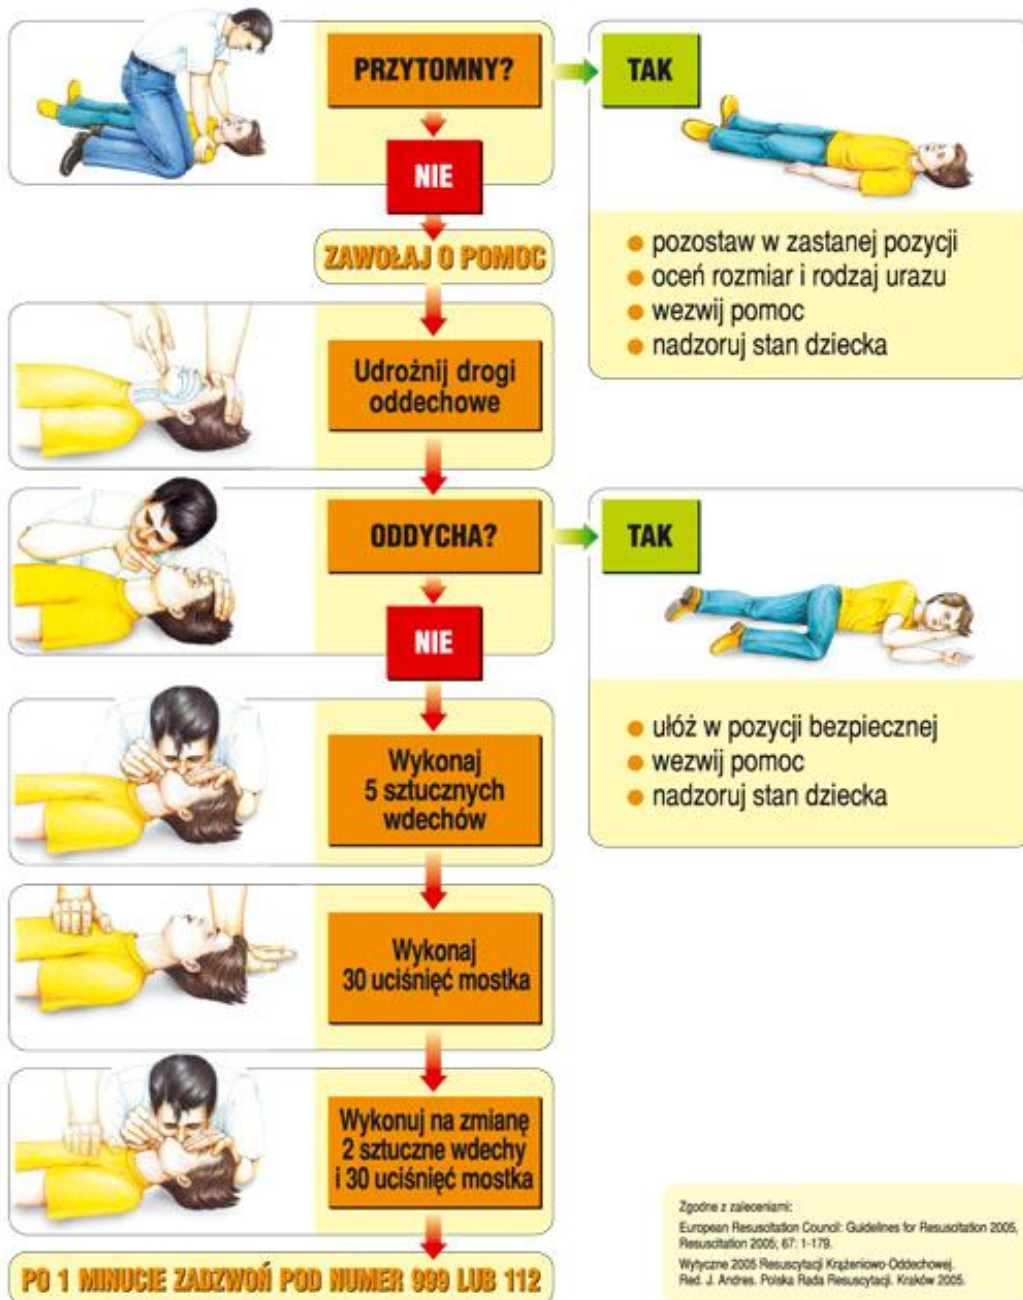 PRZYTOMNY?
TAK
NIE
ZAWOŁAJ O POMOC
pozostaw w zastanej pozycji
oceń rozmiar i rodzaj urazu
wezwij pomoc
nadzoruj stan dziecka
Udrożnij drogi
oddechowe
ODDYCHA?
TAK
NIE
ułóż w pozycji bezpiecznej
wezwij pomoc
nadzoruj stan dziecka
Wykonaj
5 sztucznych
wdechów
Wykonaj
30 uciśnięć mostka
Wykonuj na zmianę
2 sztuczne wdechy
i 30 uciśnięć mostka
PO 1 MINUCIE ZADZWOŃ POD NUMER 999 LUB 112
Zgodne z zaleceniami:
European Resuscitation Council: Guidelines for Resuscitation 2005,
Resuscitation 2005; 67: 1-179.
Wytyczne 2005 Resuscytacji Krążeniowo-Oddechowej.
Red. J. Andres. Polska Rada Resuscytacji. Kraków 2005.